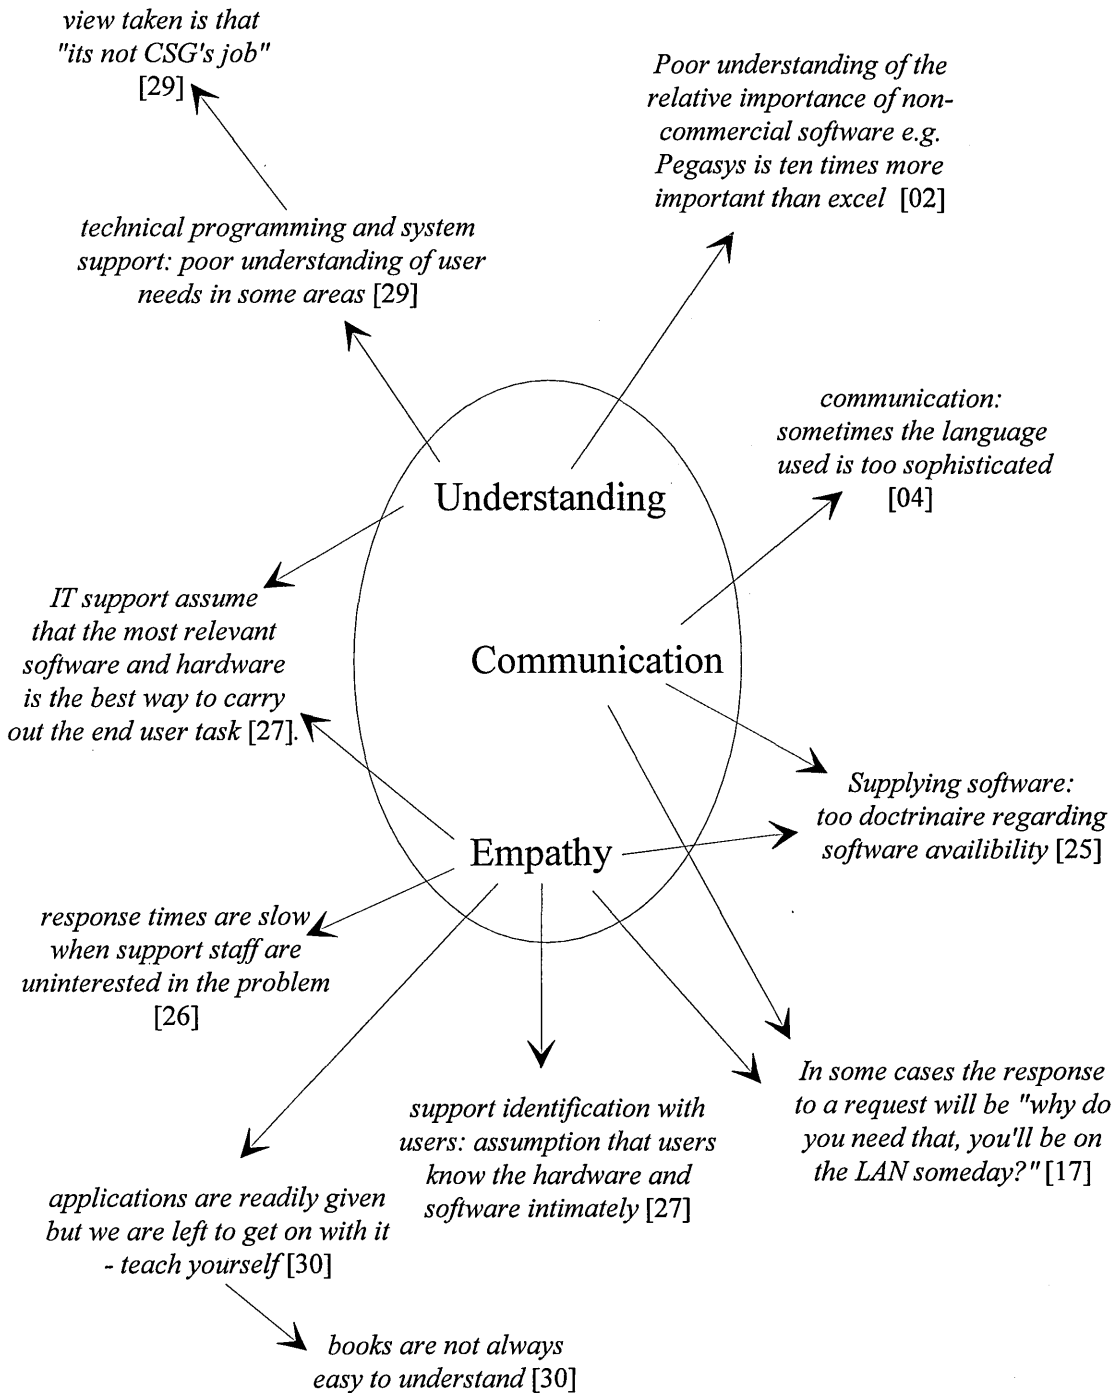 view taken is that
"its not CSG's job"
[29]
Poor understanding of the
relative importance of non-
commercial software e.g.
Pegasys is ten times more
important than excel [02]
technical programming and system
support: poor understanding of user
needs in some areas [29]
communication:
sometimes the language
used is too sophisticated
[04]
Understanding
IT support assume
that the most relevant
software and hardware
is the best way to carry
out the end user task [27].
Communication
Supplying software:
too doctrinaire regarding
software availibility [25]
Empathy
response times are slow
when support staff are
uninterested in the problem
[26]
In some cases the response
to a request will be "why do
you need that, you'll be on
the LAN someday?" [17]
support identification with
users: assumption that users
know the hardware and
software intimately [27]
applications are readily given
but we are left to get on with it
- teach yourself [30]
books are not always
easy to understand [30]